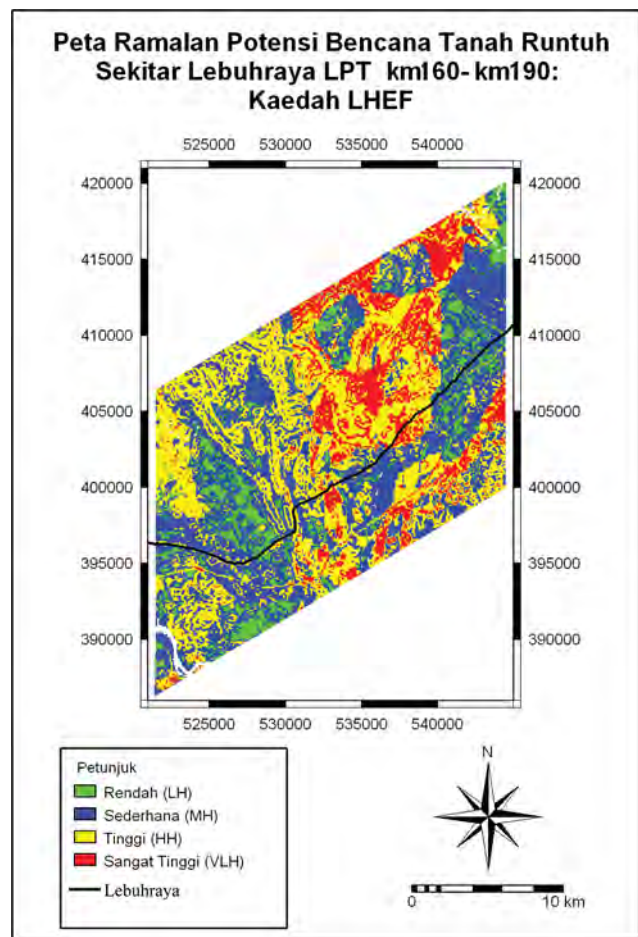 Peta Ramalan Potensi Bencana Tanah Runtuh
Sekitar Lebuhraya LPT km160-km190:
Kaedah LHEF
525000 530000 535000 540000
420000 420000
415000 415000
410000 410000
405000 405000
400000 400000
395000 395000
390000 390000
525000 530000 535000 540000
Petunjuk
Rendah (LH)
Sederhana (MH)
Tinggi (HH)
Sangat Tinggi (VLH)
Lebuhraya
N
0 10 km